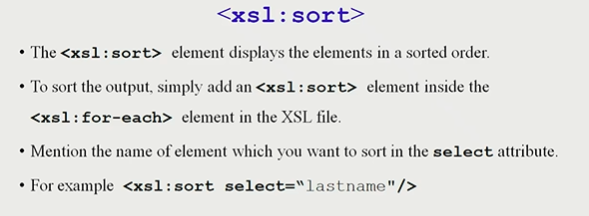 <xsl:sort>
• The <xsl:sort> element displays the elements in a sorted order.
• To sort the output, simply add an <xsl:sort> element inside the
<xsl:for-each> element in the XSL file.
• Mention the name of element which you want to sort in the select attribute.
• For example <xsl:sort select=“lastname"/>